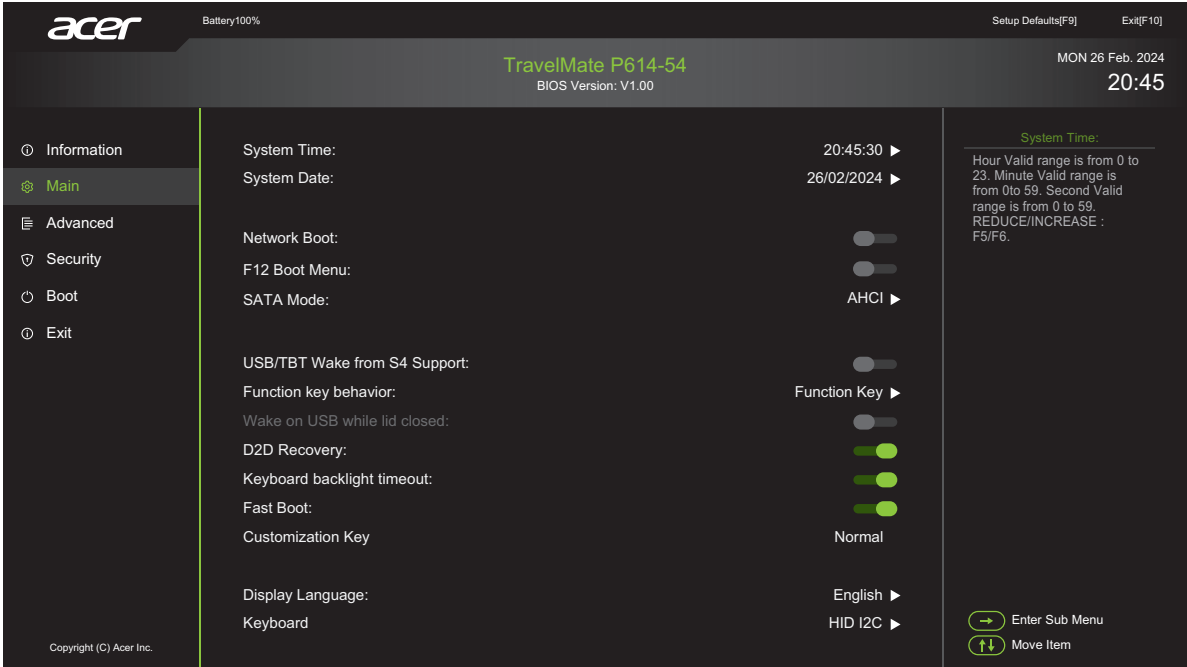 acer
Battery100%
Setup Defaults[F9]
Exit[F10]
TravelMate P614-54
BIOS Version: V1.00
MON 26 Feb. 2024
20:45
Information
Main
Advanced
Security
Boot
Exit
System Time: 20:45:30
System Date: 26/02/2024
Network Boot:
F12 Boot Menu:
SATA Mode: AHCI
USB/TBT Wake from S4 Support:
Function key behavior: Function Key
Wake on USB while lid closed:
D2D Recovery:
Keyboard backlight timeout:
Fast Boot:
Customization Key Normal
Display Language: English
Keyboard HID I2C
System Time:
Hour Valid range is from 0 to
23. Minute Valid range is
from 0to 59. Second Valid
range is from 0 to 59.
REDUCE/INCREASE :
F5/F6.
Enter Sub Menu
Move Item
Copyright (C) Acer Inc.